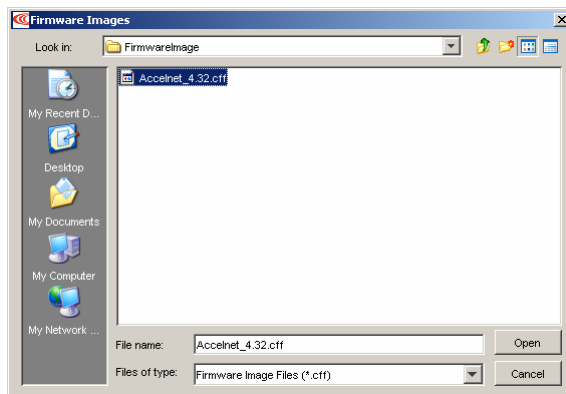 Firmware Images
Look in: FirmwareImage
Accelnet_4.32.cff
My Recent D...
Desktop
My Documents
My Computer
My Network ...
File name: Accelnet_4.32.cff Open
Files of type: Firmware Image Files (*.cff) Cancel